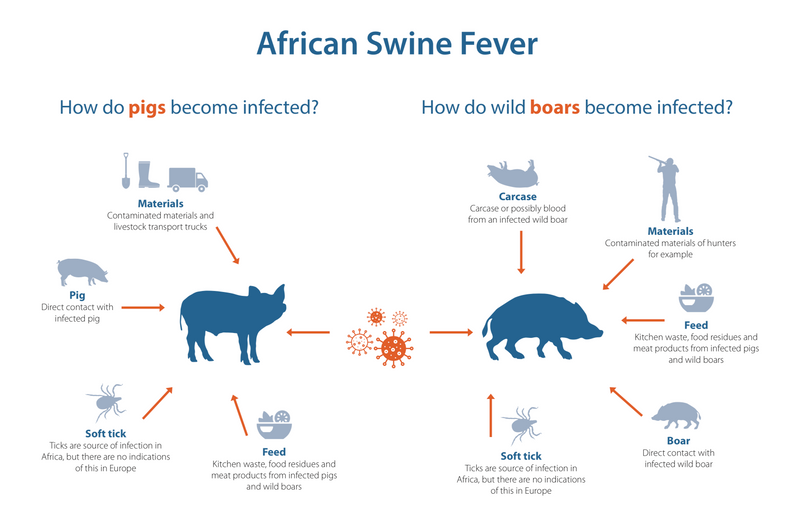 African Swine Fever
How do pigs become infected?
Materials
Contaminated materials and
livestock transport trucks
Pig
Direct contact with
infected pig
Soft tick
Ticks are source of infection in
Africa, but there are no indications
of this in Europe
Feed
Kitchen waste, food residues and
meat products from infected pigs
and wild boars
How do wild boars become infected?
Carcase
Carcase or possibly blood
from an infected wild boar
Materials
Contaminated materials of hunters
for example
Feed
Kitchen waste, food residues and
meat products from infected pigs
and wild boars
Boar
Direct contact with
infected wild boar
Soft tick
Ticks are source of infection in
Africa, but there are no indications
of this in Europe